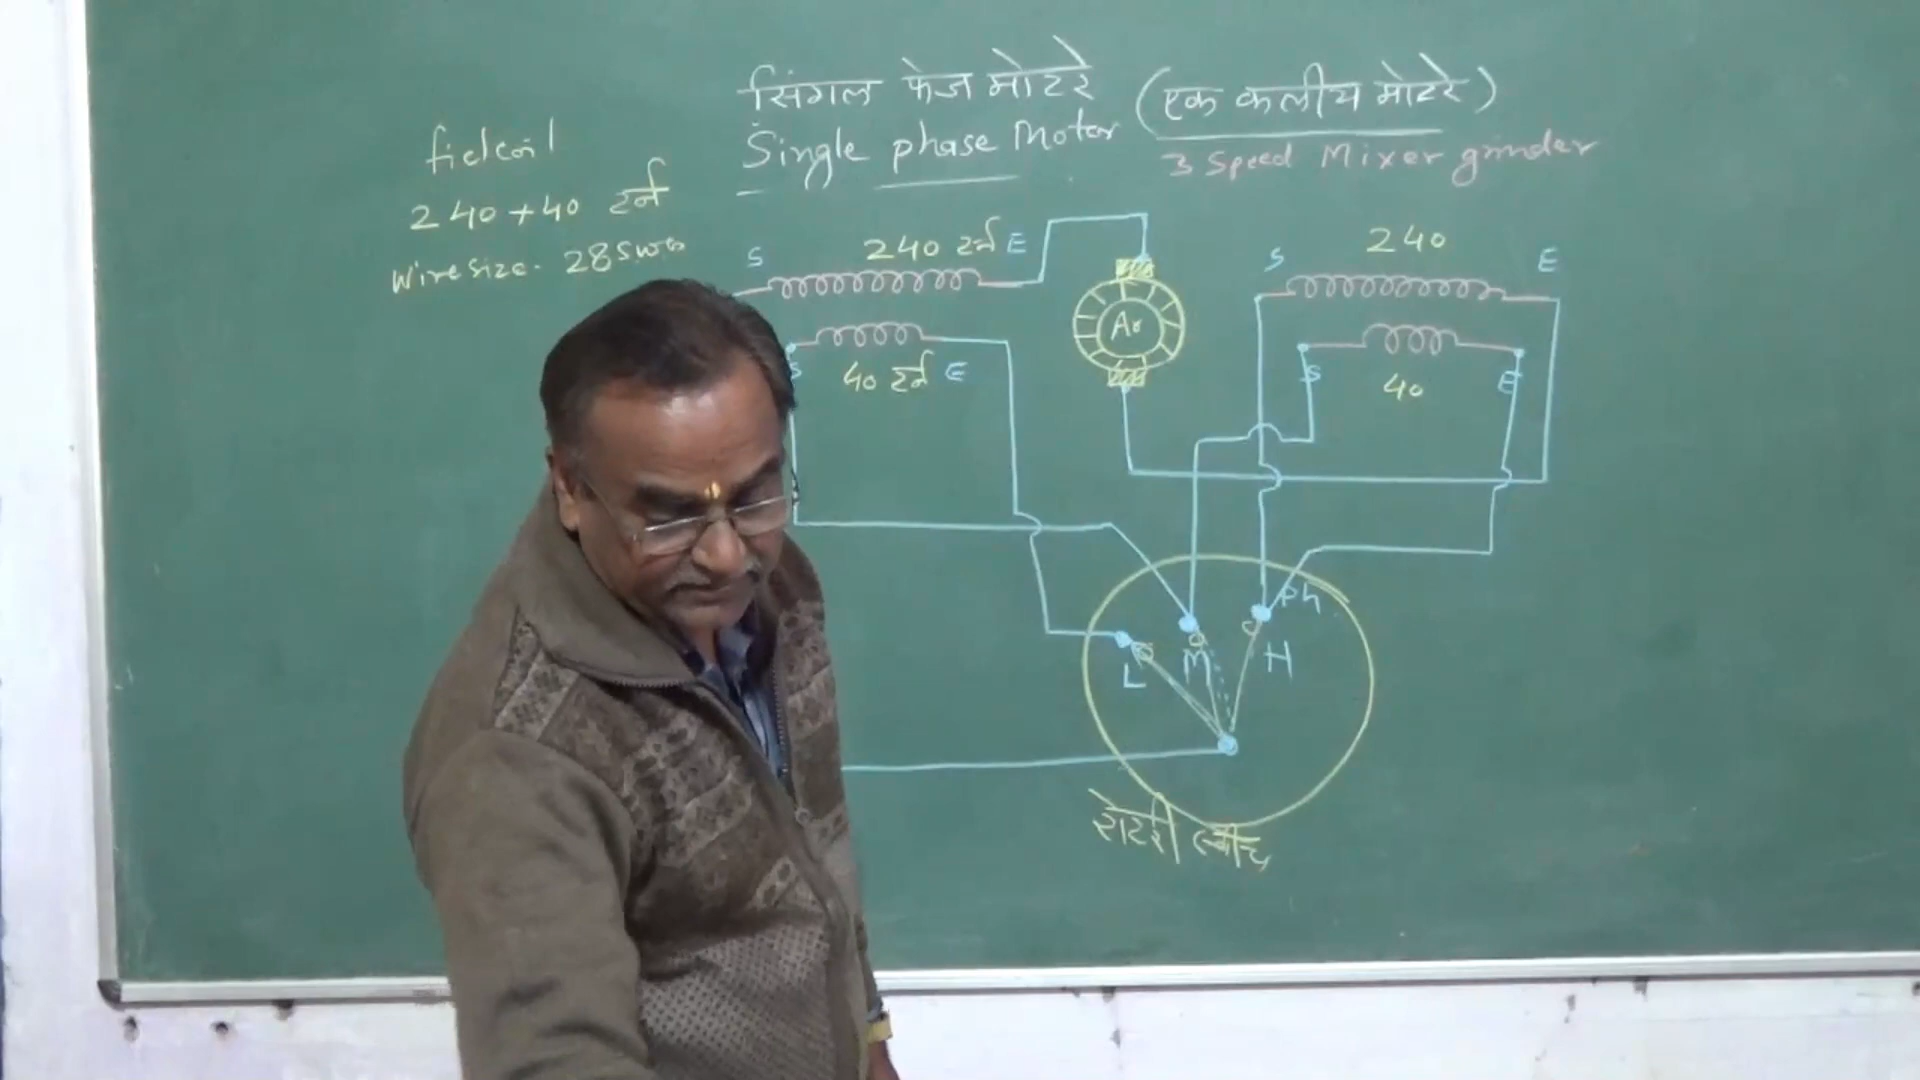 सिंगल फेज मोटरे (एक कलीय मोटरे)
Single phase Motor
3 Speed Mixer grinder
fieldcoil
240+40 टर्न
wire size. 28 swg
S 240 टर्न E
S 40 टर्न E
Ar
S 240 E
S 40 E
Ph
L M H
रोटरी स्वीच